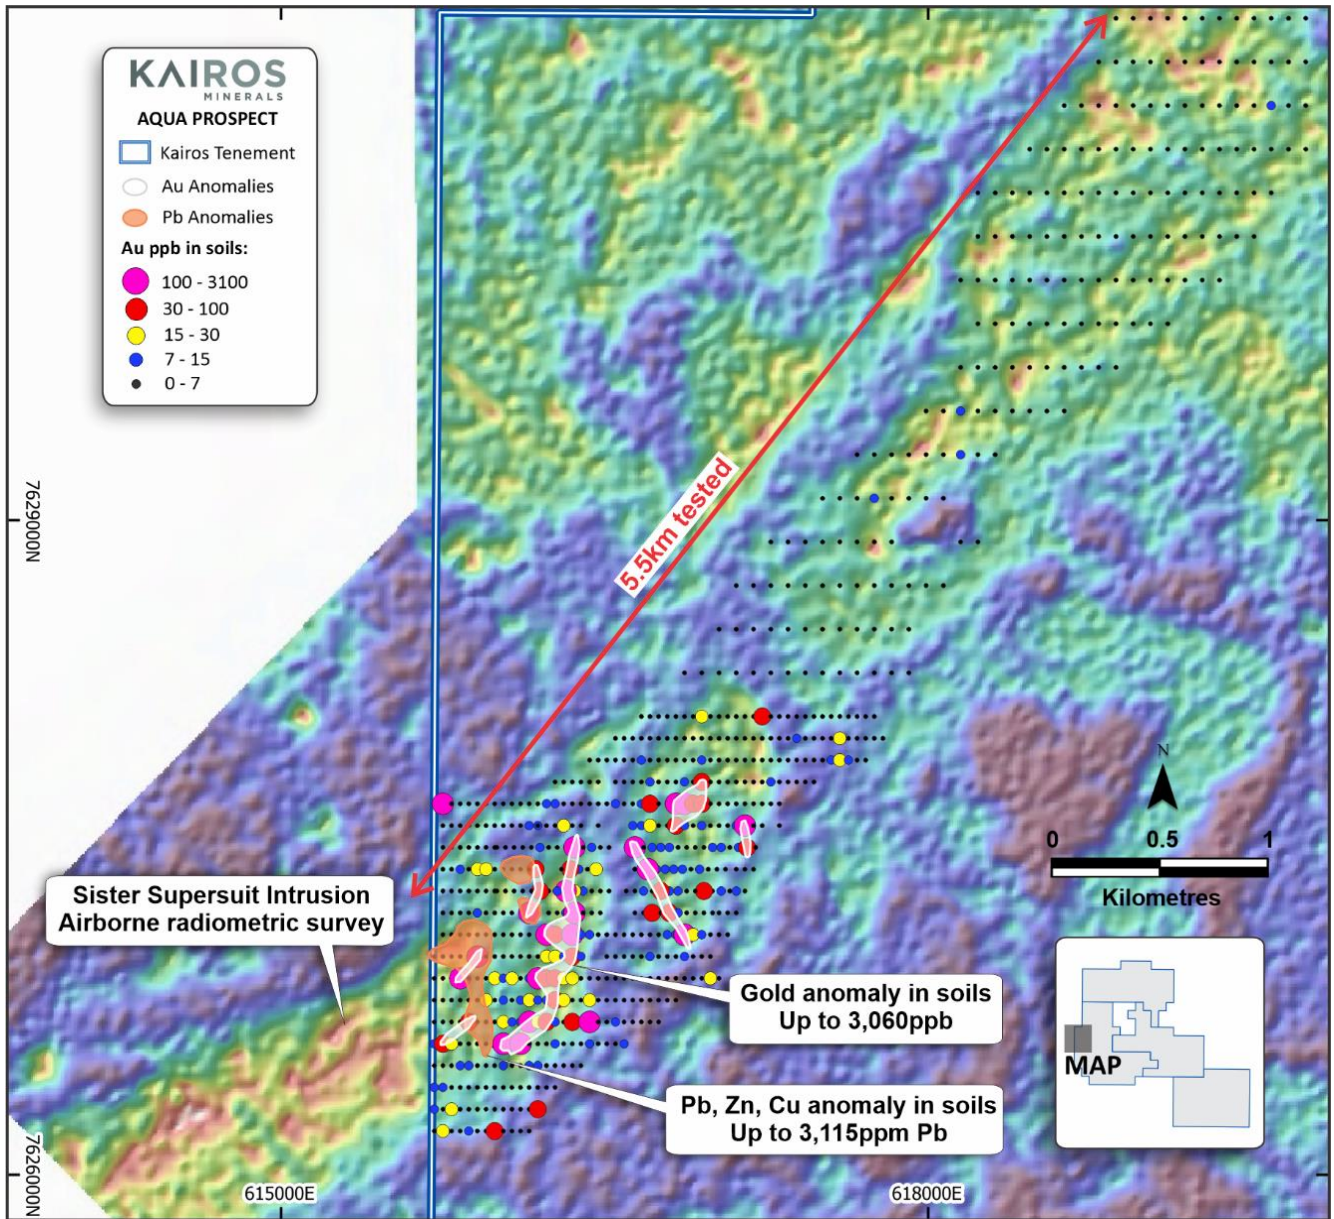 KAIROS
MINERALS
AQUA PROSPECT
Kairos Tenement
Au Anomalies
Pb Anomalies
Au ppb in soils:
100 - 3100
30 - 100
15 - 30
7 - 15
0 - 7
5.5km tested
7629000N
N
0 0.5 1
Kilometres
Sister Supersuit Intrusion
Airborne radiometric survey
Gold anomaly in soils
Up to 3,060ppb
MAP
Pb, Zn, Cu anomaly in soils
Up to 3,115ppm Pb
7626000N
615000E
618000E